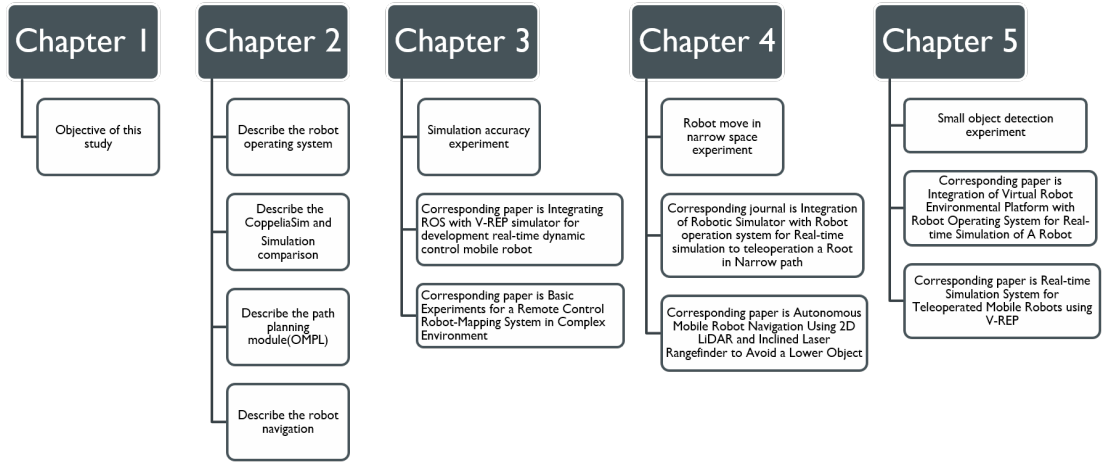 Chapter 1
Objective of this
study
Chapter 2
Describe the robot
operating system
Describe the
CoppeliaSim and
Simulation
comparison
Describe the path
planning
module(OMPL)
Describe the robot
navigation
Chapter 3
Simulation accuracy
experiment
Corresponding paper is Integrating
ROS with V-REP simulator for
development real-time dynamic
control mobile robot
Corresponding paper is Basic
Experiments for a Remote Control
Robot-Mapping System in Complex
Environment
Chapter 4
Robot move in
narrow space
experiment
Corresponding journal is Integration
of Robotic Simulator with Robot
operation system for Real-time
simulation to teleoperation a Root
in Narrow path
Corresponding paper is Autonomous
Mobile Robot Navigation Using 2D
LiDAR and Inclined Laser
Rangefinder to Avoid a Lower Object
Chapter 5
Small object detection
experiment
Corresponding paper is
Integration of Virtual Robot
Environmental Platform with
Robot Operating System for Real-
time Simulation of A Robot
Corresponding paper is Real-time
Simulation System for
Teleoperated Mobile Robots using
V-REP